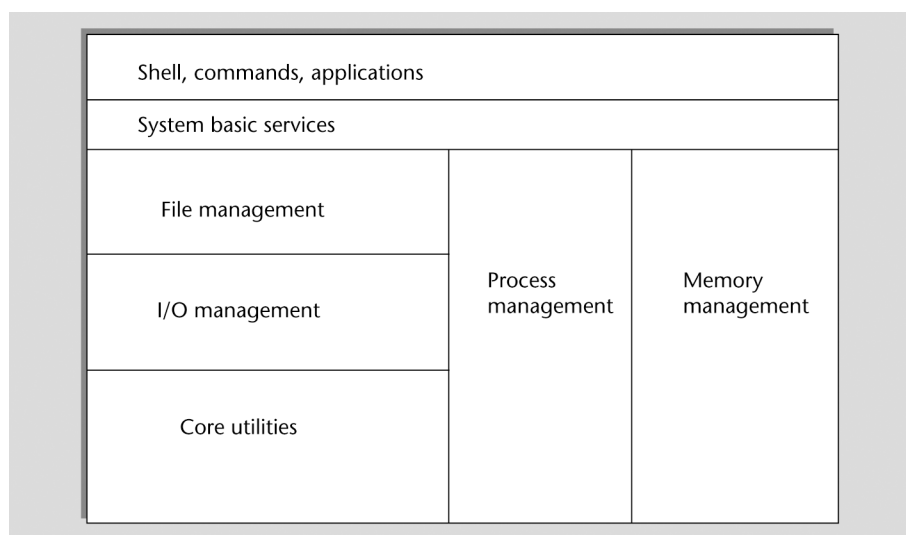 Shell, commands, applications
System basic services
File management
I/O management
Core utilities
Process
management
Memory
management